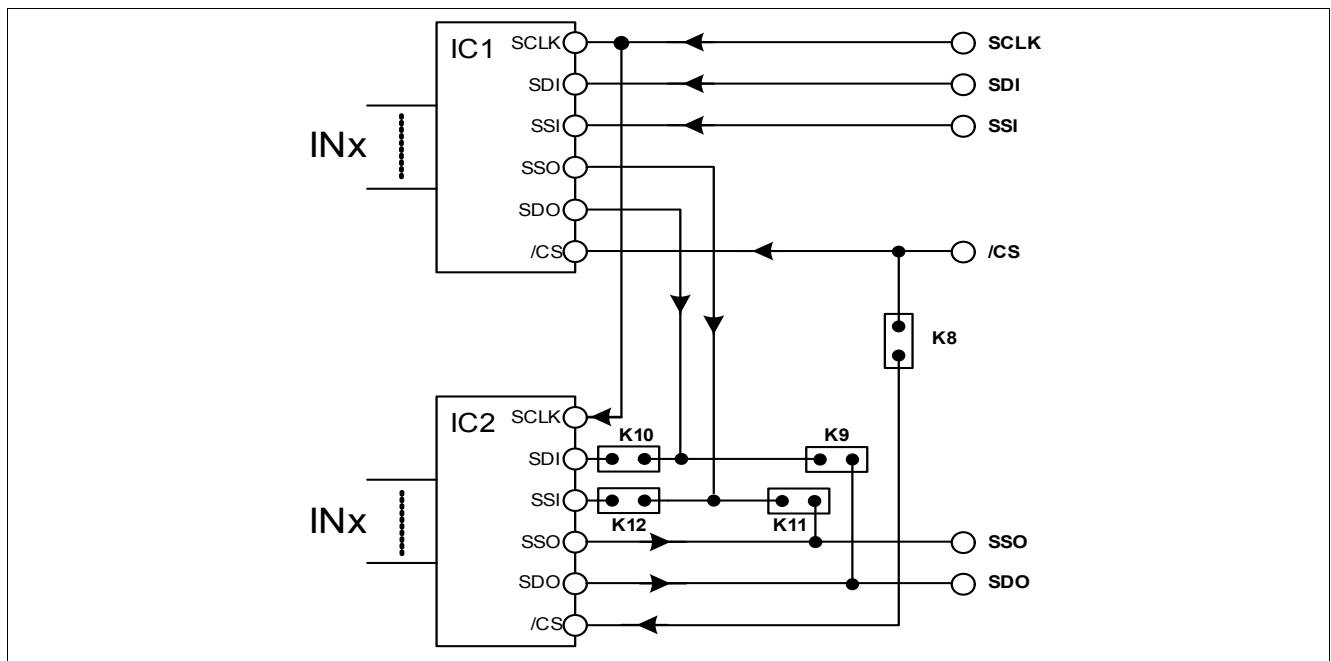 IC1
SCLK
SDI
SSI
SSO
SDO
/CS
INx
SCLK
SDI
SSI
/CS
K8
IC2
SCLK
SDI
SSI
SSO
SDO
/CS
INx
K10
K9
K12
K11
SSO
SDO